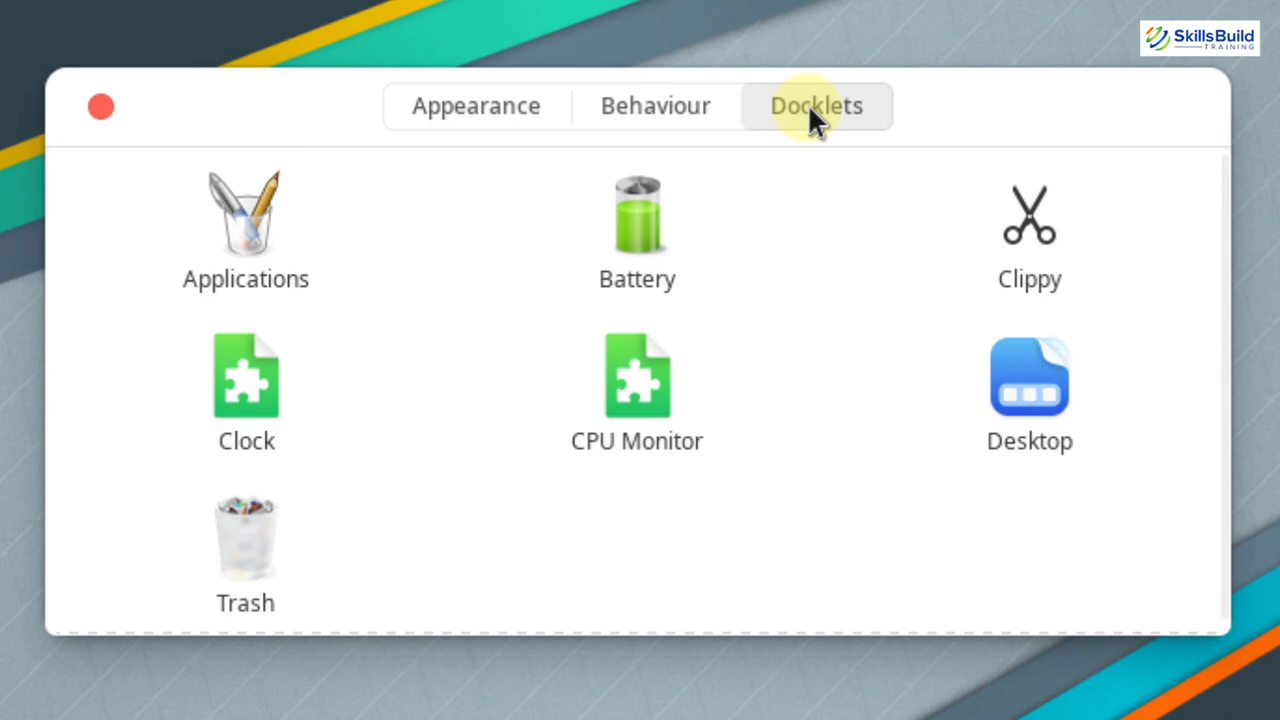 SkillsBuild
TRAINING
Appearance
Behaviour
Docklets
Applications
Battery
Clippy
Clock
CPU Monitor
Desktop
Trash